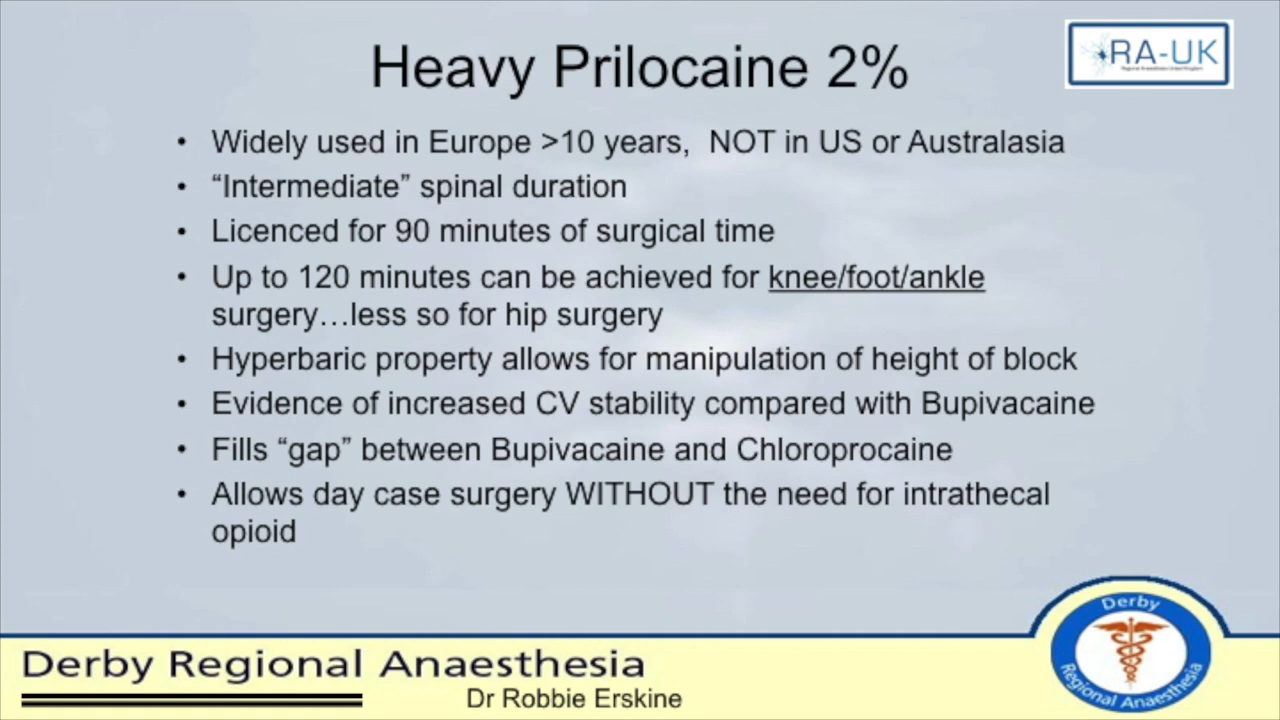 RA-UK
Heavy Prilocaine 2%
• Widely used in Europe >10 years,  NOT in US or Australasia
• “Intermediate” spinal duration
• Licenced for 90 minutes of surgical time
• Up to 120 minutes can be achieved for knee/foot/ankle
surgery…less so for hip surgery
• Hyperbaric property allows for manipulation of height of block
• Evidence of increased CV stability compared with Bupivacaine
• Fills “gap” between Bupivacaine and Chloroprocaine
• Allows day case surgery WITHOUT the need for intrathecal
opioid
Derby Regional Anaesthesia
Dr Robbie Erskine
Derby
Regional Anaesthesia